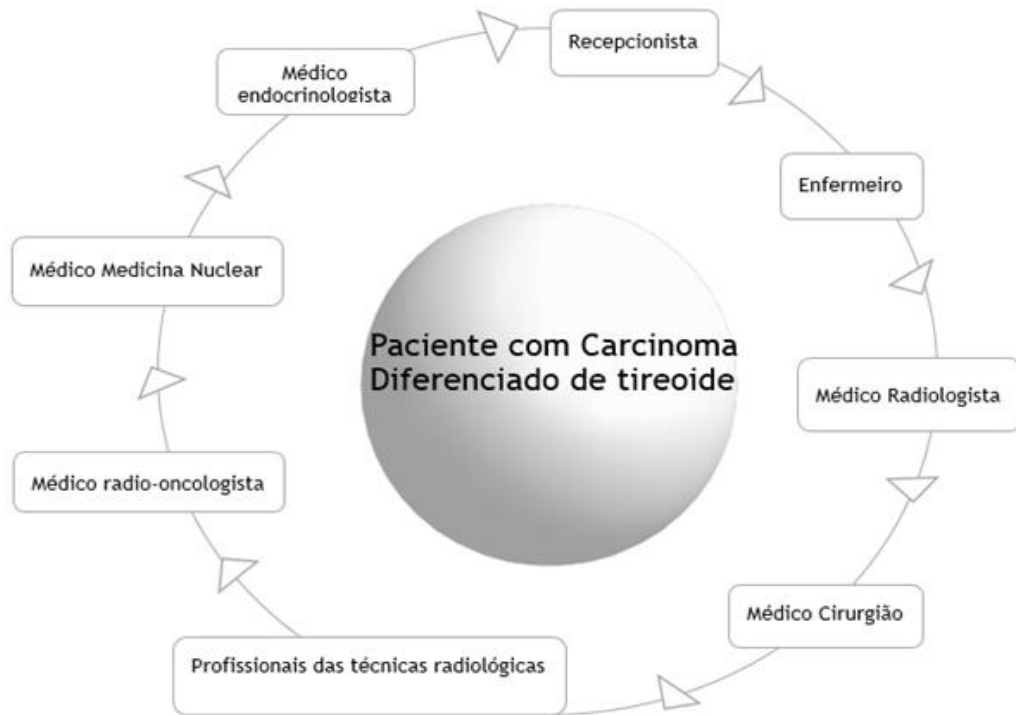 Recepcionista
Médico
endocrinologista
Enfermeiro
Médico Medicina Nuclear
Paciente com Carcinoma
Diferenciado de tireoide
Médico Radiologista
Médico radio-oncologista
Médico Cirurgião
Profissionais das técnicas radiológicas